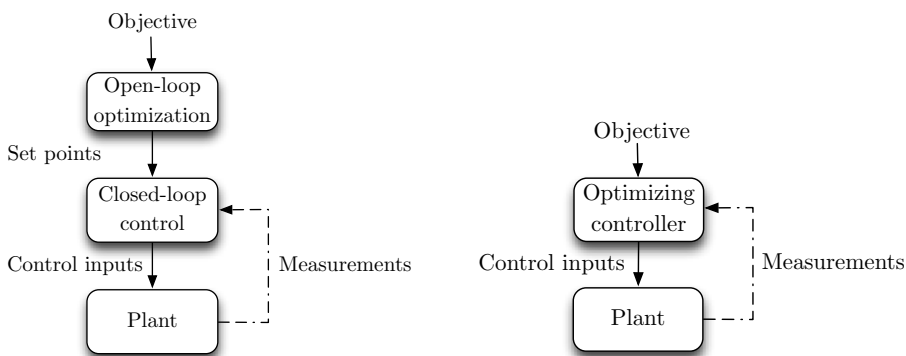 Objective
Open-loop
optimization
Set points
Closed-loop
control
Control inputs
Measurements
Plant
Objective
Optimizing
controller
Control inputs
Measurements
Plant